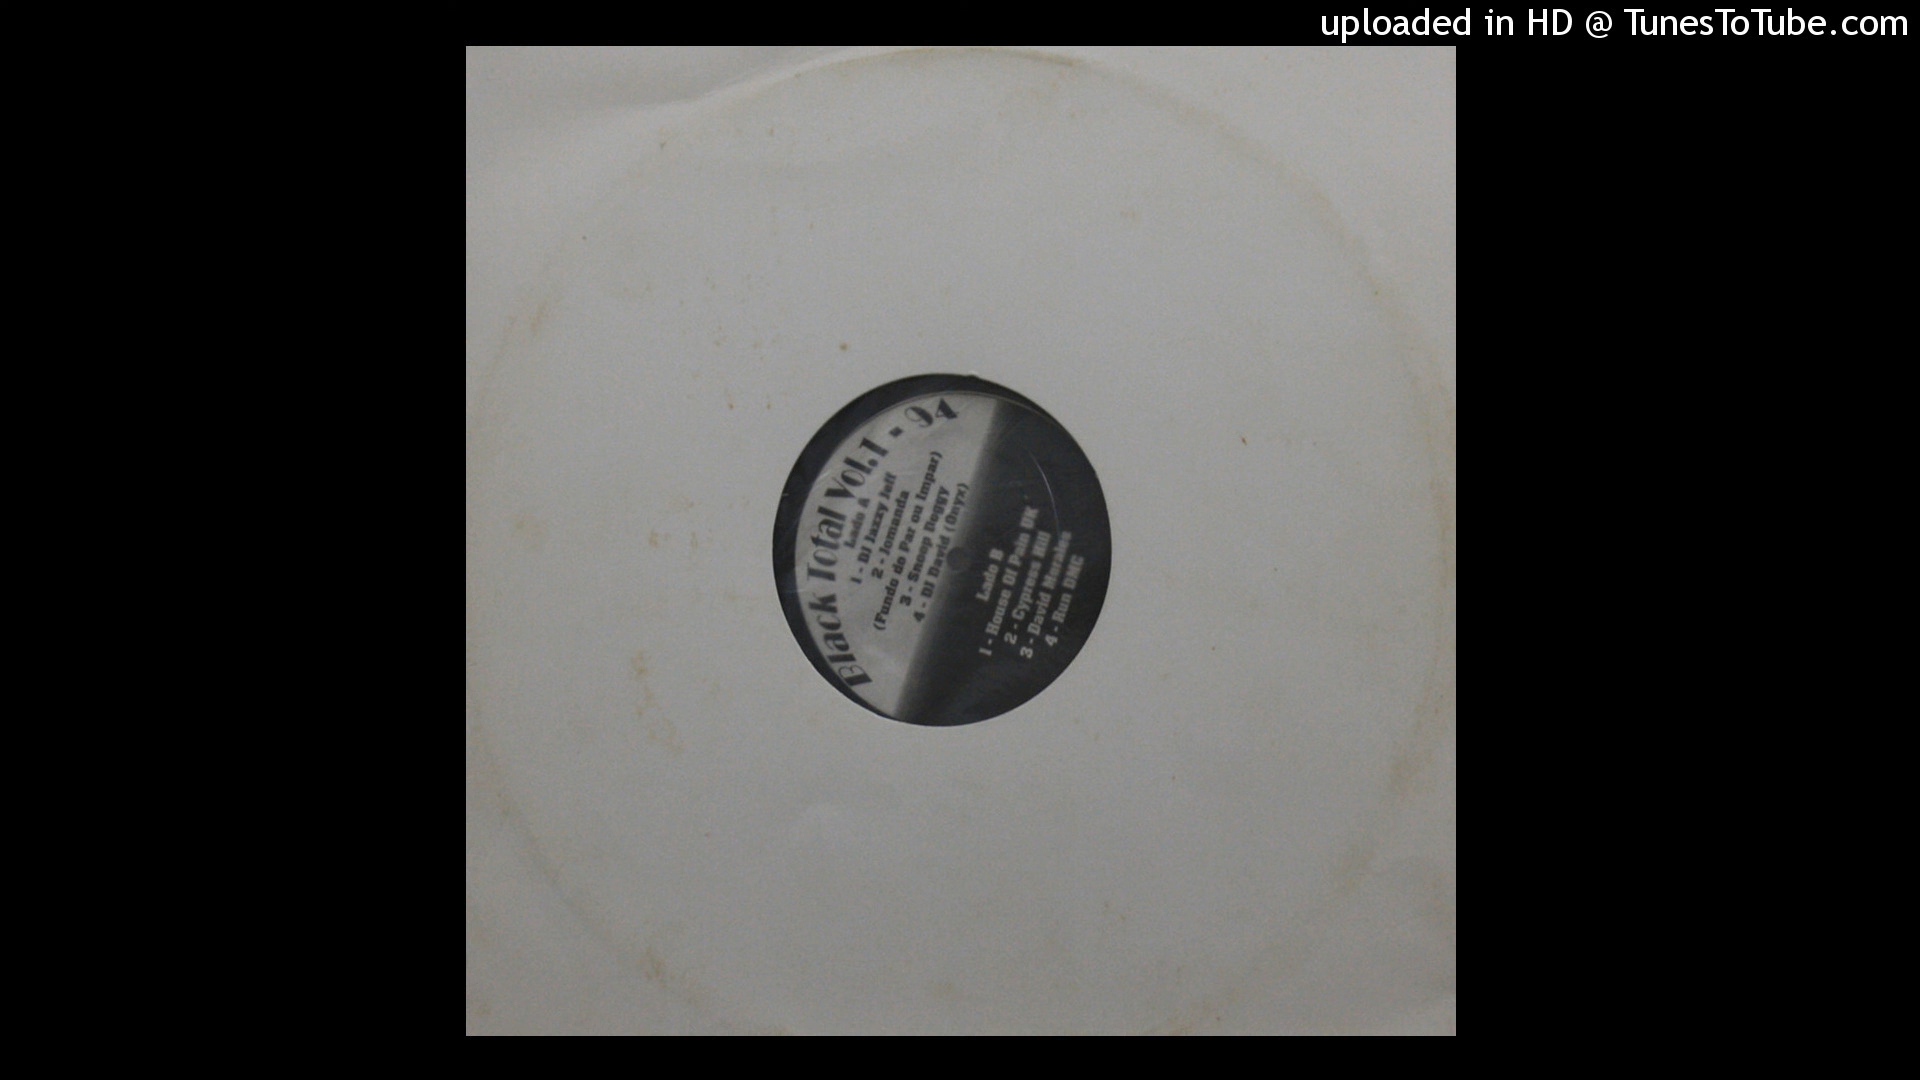 uploaded in HD @ TunesToTube.com
Black Total Vol.1 - 94
Lado A
1 - DJ Jazzy Jeff
2 - Jomanda
(Fundo do Par ou Impar)
3 - Snoop Doggy
4 - DJ David (Onyx)
Lado B
1 - House Of Pain UK
2 - Cypress Kill
3 - David Morales
4 - Run DMC